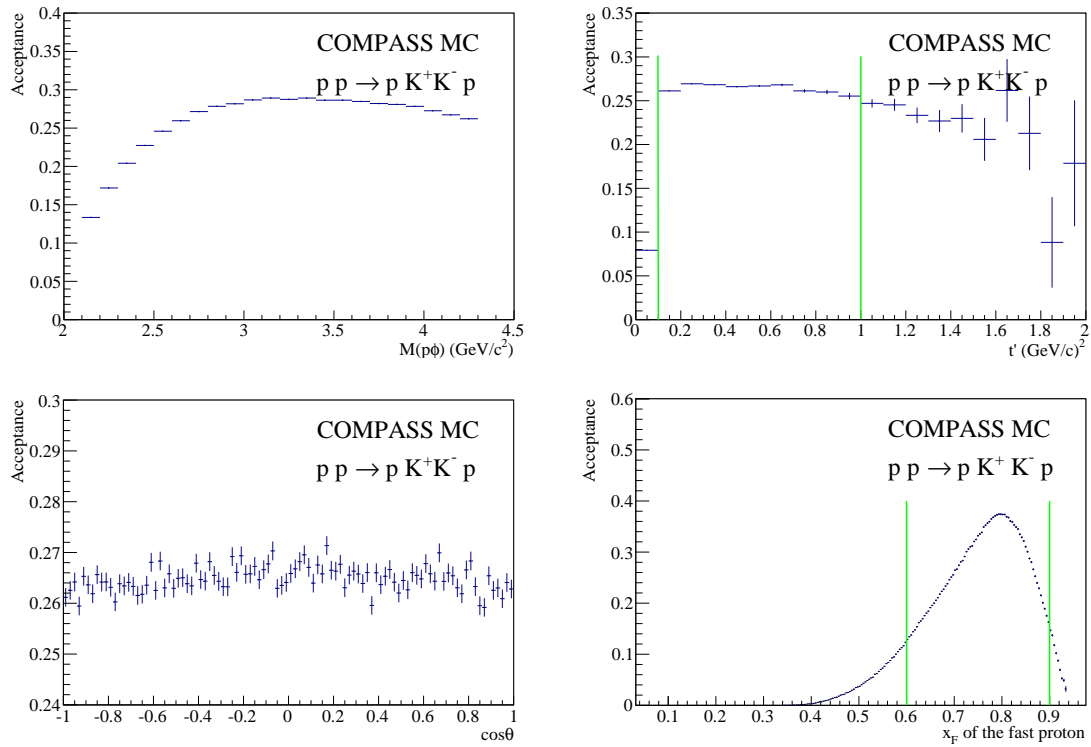 Acceptance
0.4
0.35
0.3
0.25
0.2
0.15
0.1
0.05
0
COMPASS MC
p p → p K⁺K⁻ p
2 2.5 3 3.5 4 4.5
M(pϕ) (GeV/c²)
Acceptance
0.35
0.3
0.25
0.2
0.15
0.1
0.05
0
COMPASS MC
p p → p K⁺K⁻ p
0 0.2 0.4 0.6 0.8 1 1.2 1.4 1.6 1.8 2
t' (GeV/c)²
Acceptance
0.3
0.29
0.28
0.27
0.26
0.25
0.24
COMPASS MC
p p → p K⁺K⁻ p
-1 -0.8 -0.6 -0.4 -0.2 0 0.2 0.4 0.6 0.8 1
cosθ
Acceptance
0.6
0.5
0.4
0.3
0.2
0.1
0
COMPASS MC
p p → p K⁺ K⁻ p
0.1 0.2 0.3 0.4 0.5 0.6 0.7 0.8 0.9
x_F of the fast proton